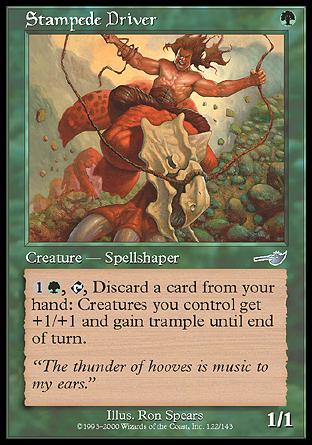 Stampede Driver
Creature — Spellshaper
1 , , Discard a card from your
hand: Creatures you control get
+1/+1 and gain trample until end
of turn.
"The thunder of hooves is music to
my ears."
Illus. Ron Spears
©1993-2000 Wizards of the Coast, Inc. 122/143
1/1